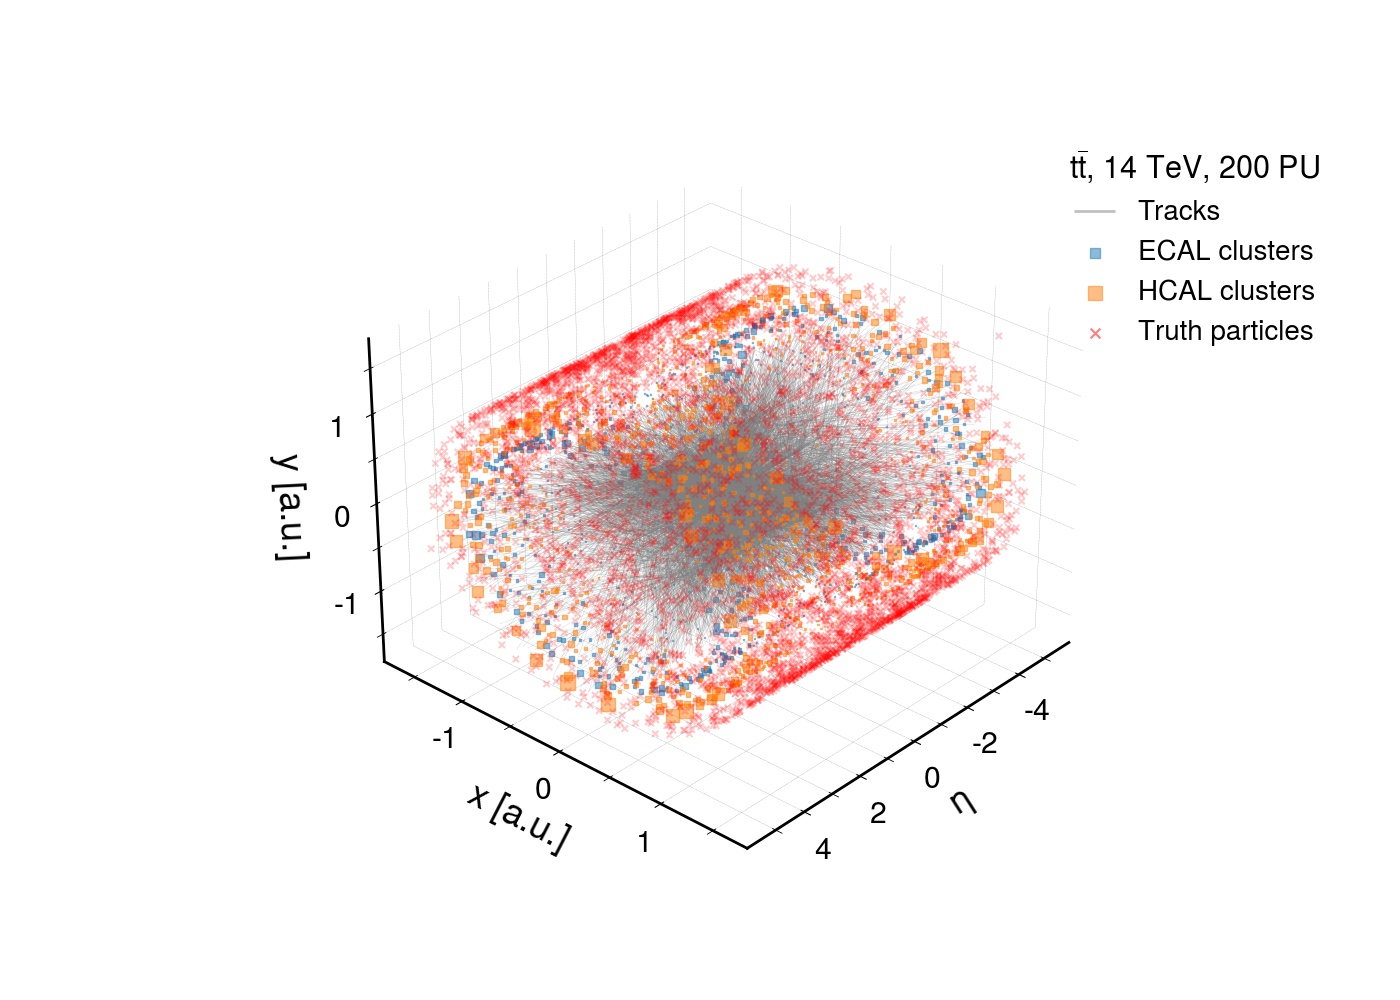 tt̄, 14 TeV, 200 PU
Tracks
ECAL clusters
HCAL clusters
Truth particles
y [a.u.]
1
0
-1
x [a.u.]
-1
0
1
η
-4
-2
0
2
4